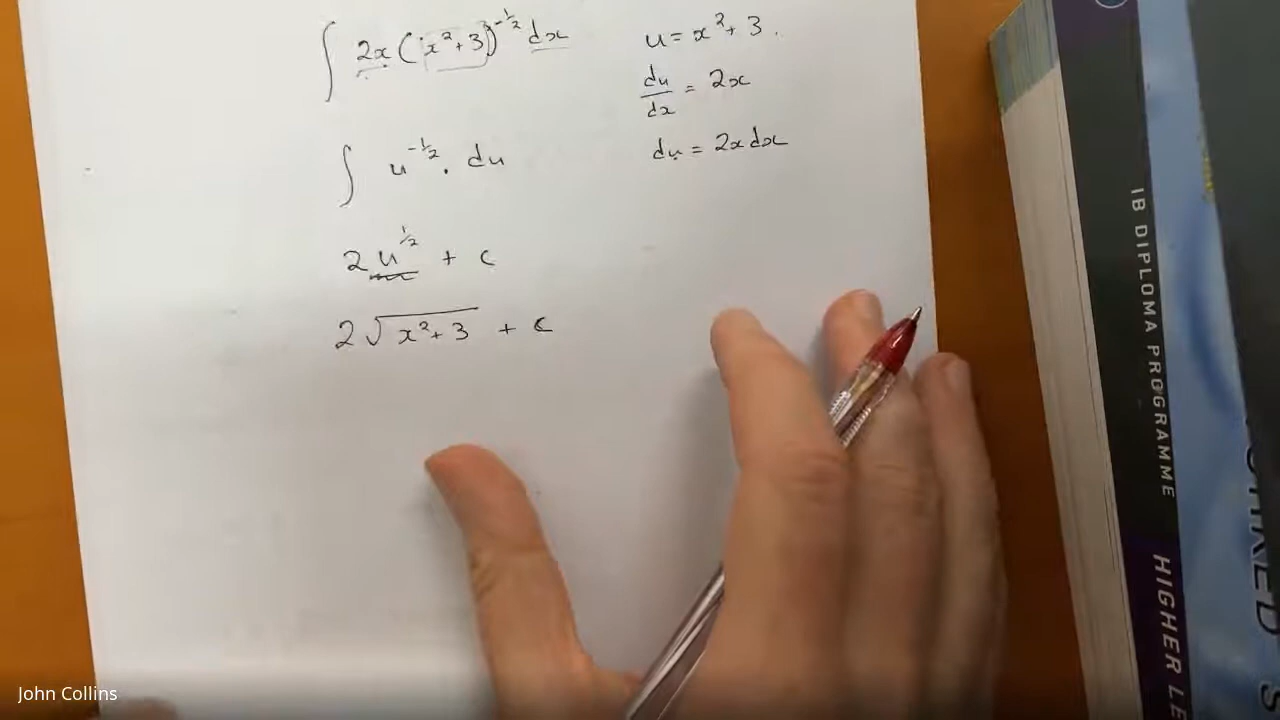 ∫ 2x (x²+3)^-1/2 dx
u = x² + 3.
du/dx = 2x
du = 2x dx
∫ u^-1/2 . du
2 u^1/2 + c
2 √(x²+3) + c
IB DIPLOMA PROGRAMME
HIGHER LE
John Collins